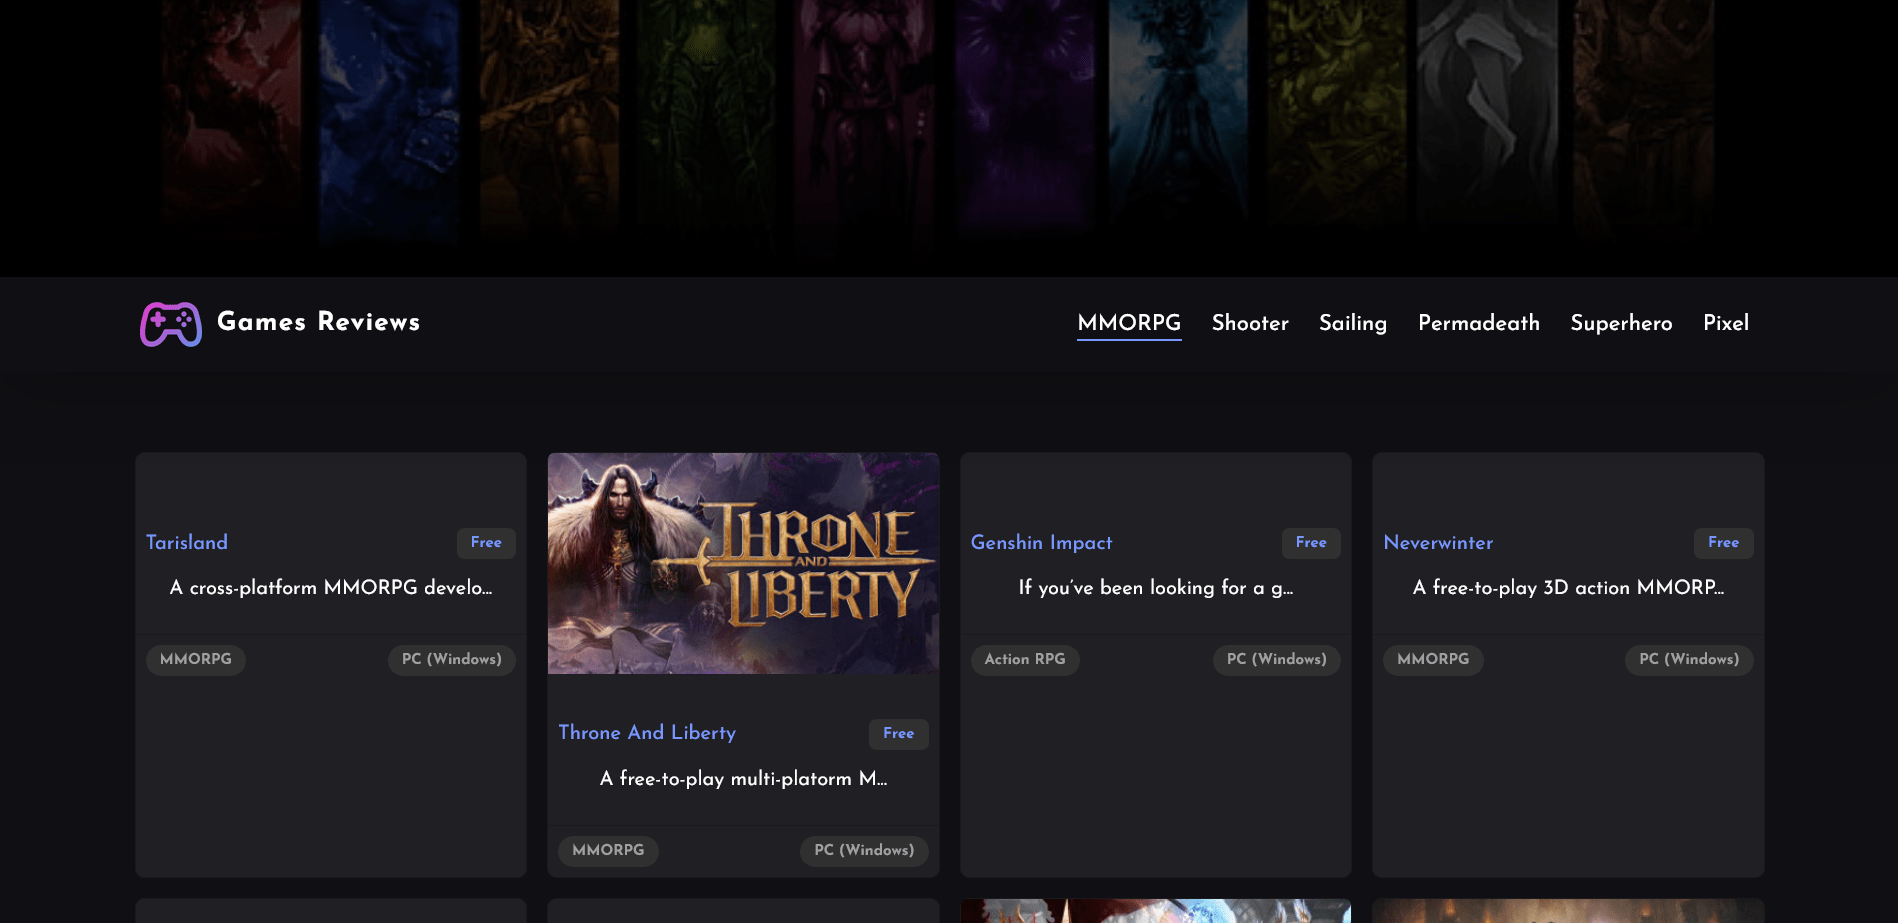 Games Reviews
MMORPG Shooter Sailing Permadeath Superhero Pixel
Tarisland Free
A cross-platform MMORPG develo...
MMORPG PC (Windows)
THRONE
AND
LIBERTY
Throne And Liberty Free
A free-to-play multi-platorm M...
MMORPG PC (Windows)
Genshin Impact Free
If you’ve been looking for a g...
Action RPG PC (Windows)
Neverwinter Free
A free-to-play 3D action MMORP...
MMORPG PC (Windows)